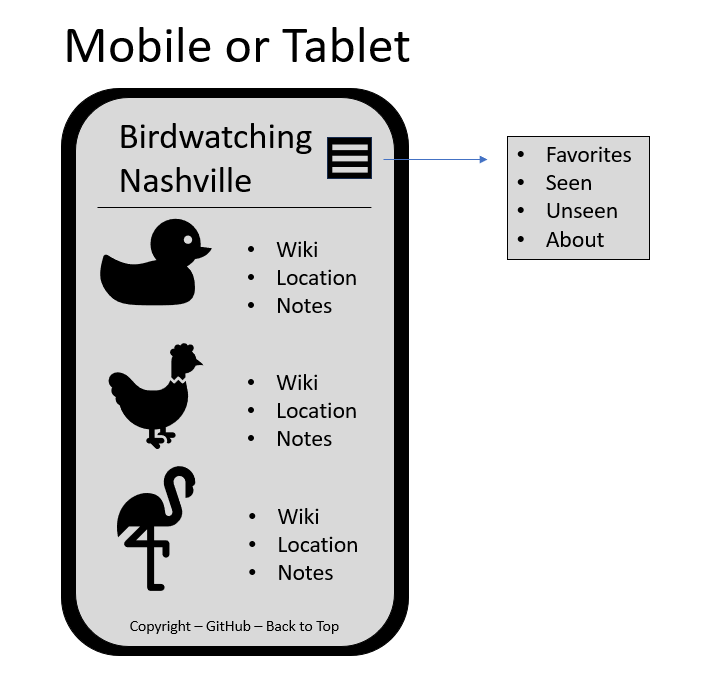 Mobile or Tablet
Birdwatching
Nashville
• Favorites
• Seen
• Unseen
• About
• Wiki
• Location
• Notes
• Wiki
• Location
• Notes
• Wiki
• Location
• Notes
Copyright – GitHub – Back to Top